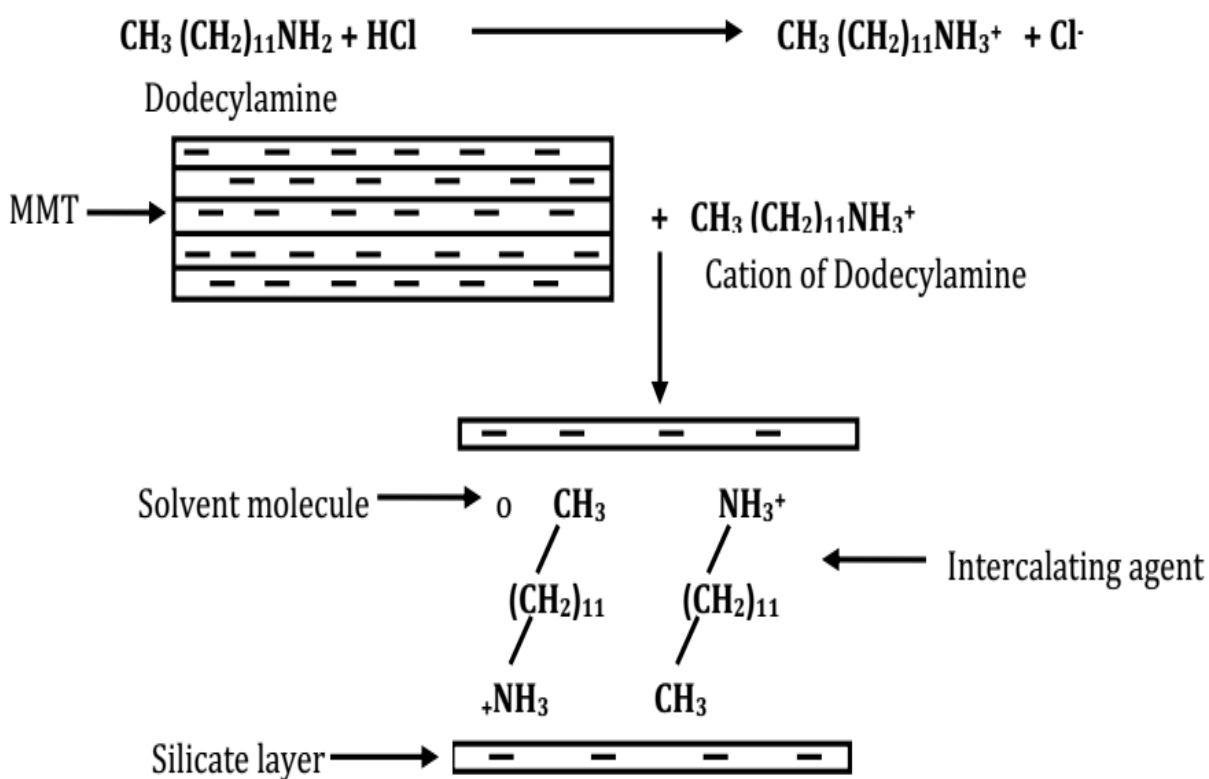 CH₃ (CH₂)₁₁NH₂ + HCl CH₃ (CH₂)₁₁NH₃⁺ + Cl⁻
Dodecylamine
MMT
+ CH₃ (CH₂)₁₁NH₃⁺
Cation of Dodecylamine
Solvent molecule o CH₃ NH₃⁺
Intercalating agent
(CH₂)₁₁ (CH₂)₁₁
₊NH₃ CH₃
Silicate layer